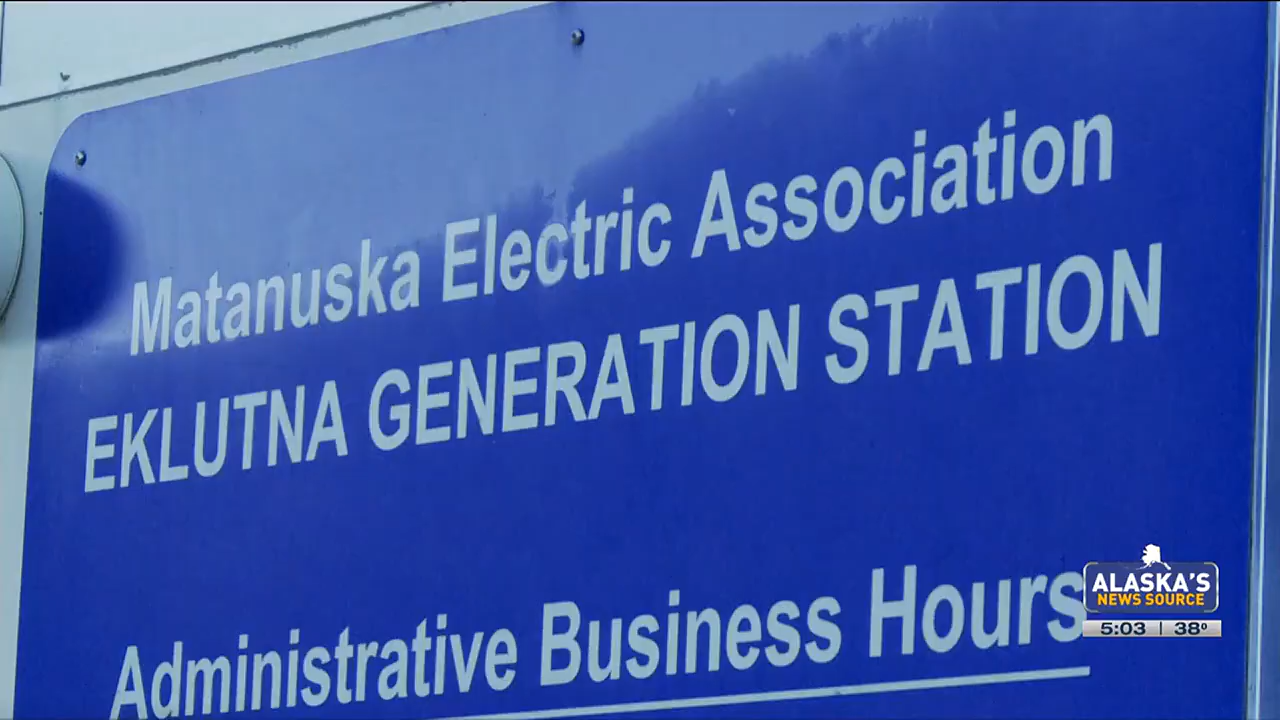 Matanuska Electric Association
EKLUTNA GENERATION STATION
Administrative Business Hours
ALASKA'S
NEWS SOURCE
5:03 | 38°